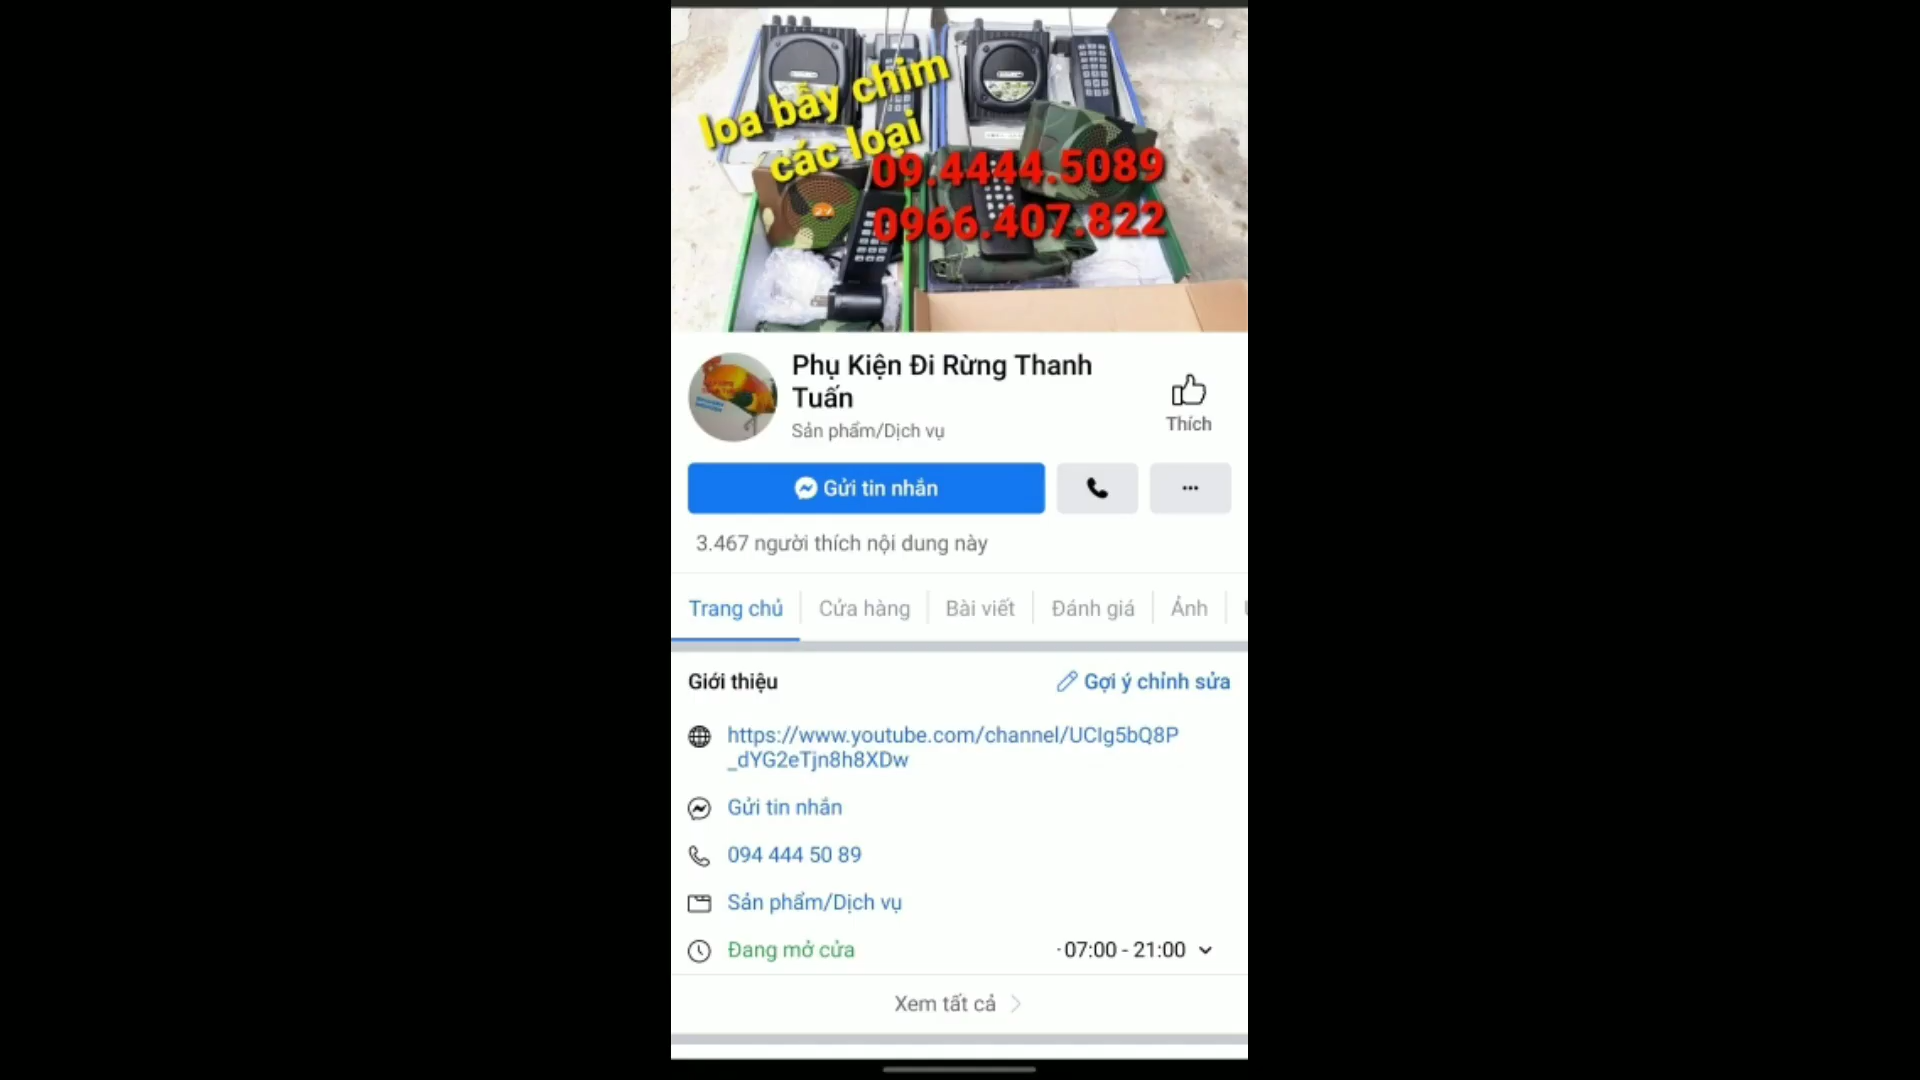 loa bẫy chim
các loại
09.4444.5089
0966.407.822
Phụ Kiện Đi Rừng Thanh
Tuấn
Sản phẩm/Dịch vụ
Thích
Gửi tin nhắn
3.467 người thích nội dung này
Trang chủ
Cửa hàng
Bài viết
Đánh giá
Ảnh
Giới thiệu
Gợi ý chỉnh sửa
https://www.youtube.com/channel/UCIg5bQ8P
_dYG2eTjn8h8XDw
Gửi tin nhắn
094 444 50 89
Sản phẩm/Dịch vụ
Đang mở cửa
· 07:00 - 21:00
Xem tất cả